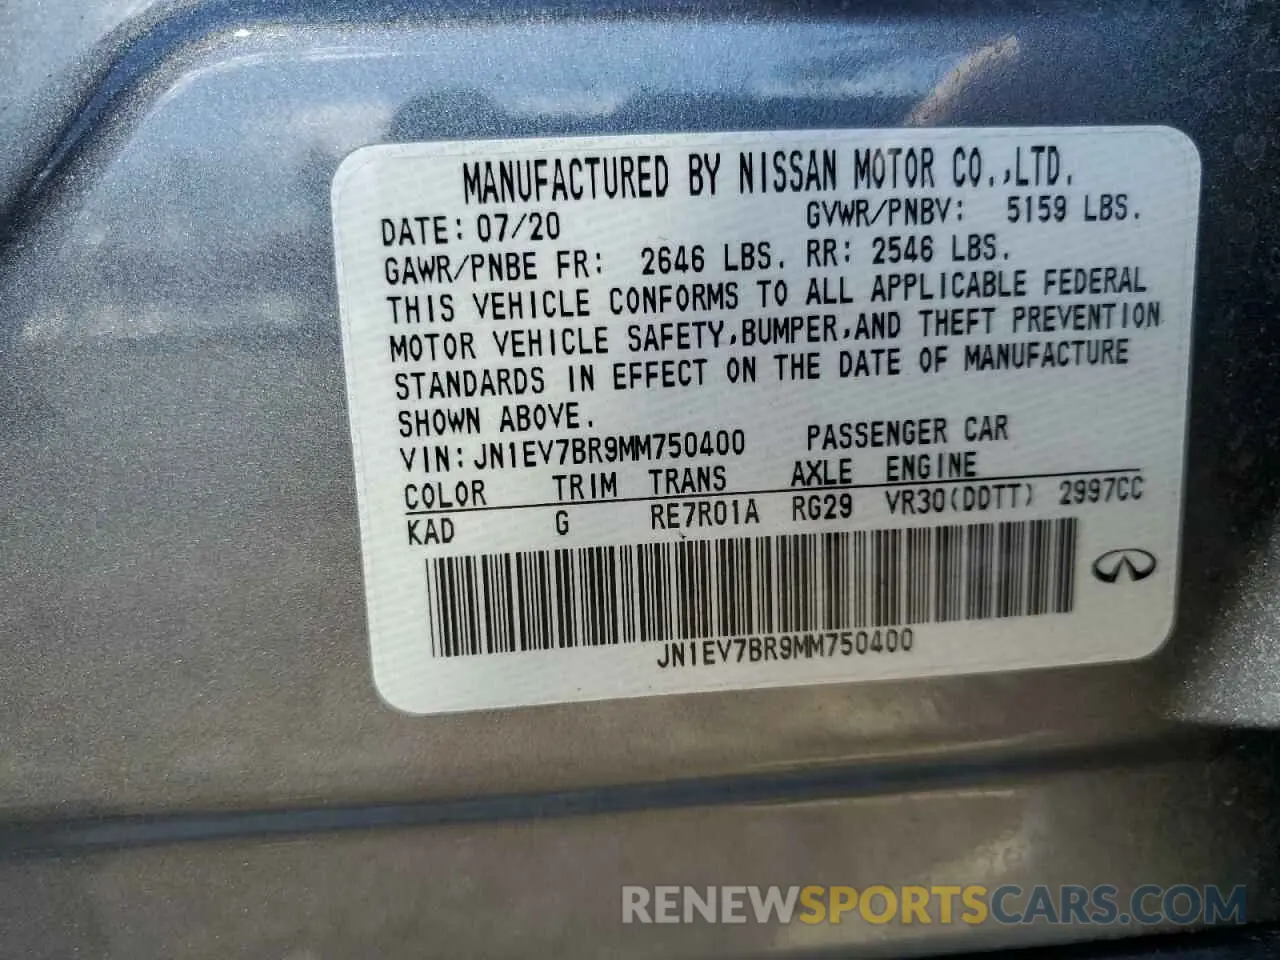 MANUFACTURED BY NISSAN MOTOR CO.,LTD.
DATE: 07/20 GVWR/PNBV: 5159 LBS.
GAWR/PNBE FR: 2646 LBS. RR: 2546 LBS.
THIS VEHICLE CONFORMS TO ALL APPLICABLE FEDERAL
MOTOR VEHICLE SAFETY,BUMPER,AND THEFT PREVENTION
STANDARDS IN EFFECT ON THE DATE OF MANUFACTURE
SHOWN ABOVE.
VIN: JN1EV7BR9MM750400 PASSENGER CAR
COLOR TRIM TRANS AXLE ENGINE
KAD G RE7R01A RG29 VR30(DDTT) 2997CC
JN1EV7BR9MM750400
RENEWSPORTSCARS.COM